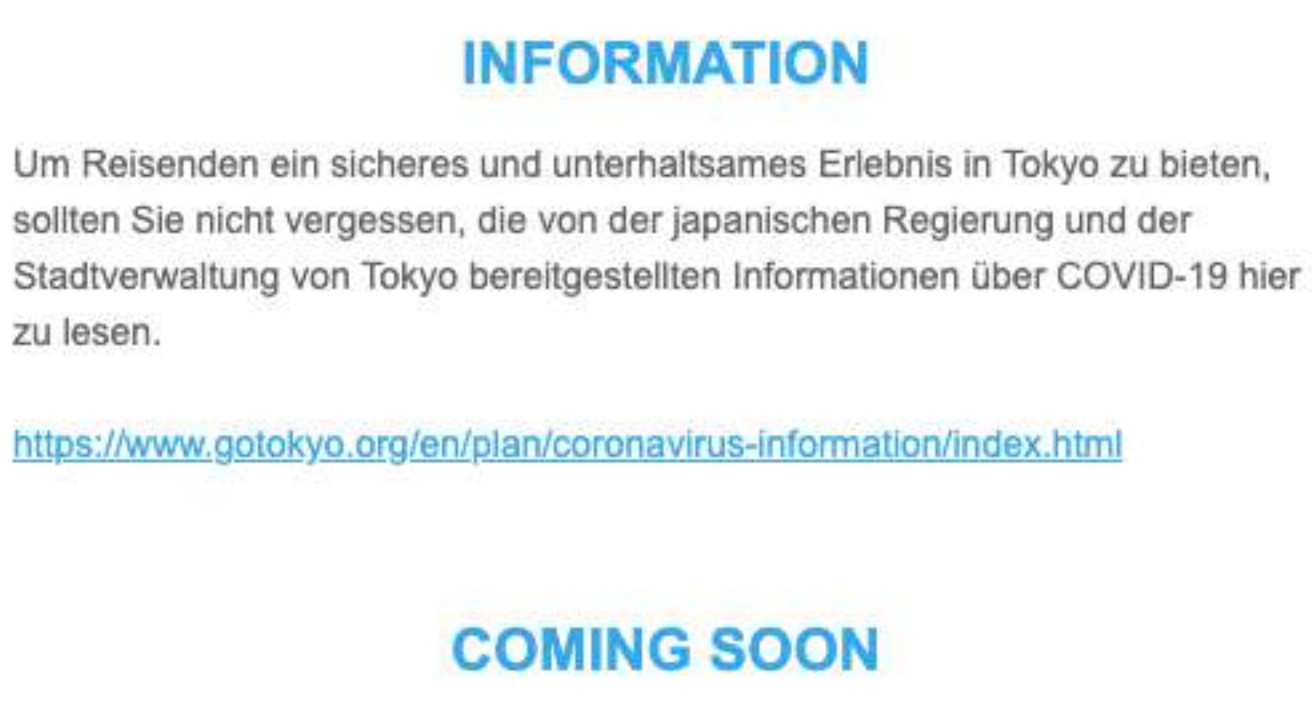 INFORMATION
Um Reisenden ein sicheres und unterhaltsames Erlebnis in Tokyo zu bieten,
sollten Sie nicht vergessen, die von der japanischen Regierung und der
Stadtverwaltung von Tokyo bereitgestellten Informationen über COVID-19 hier
zu lesen.
https://www.gotokyo.org/en/plan/coronavirus-information/index.html
COMING SOON